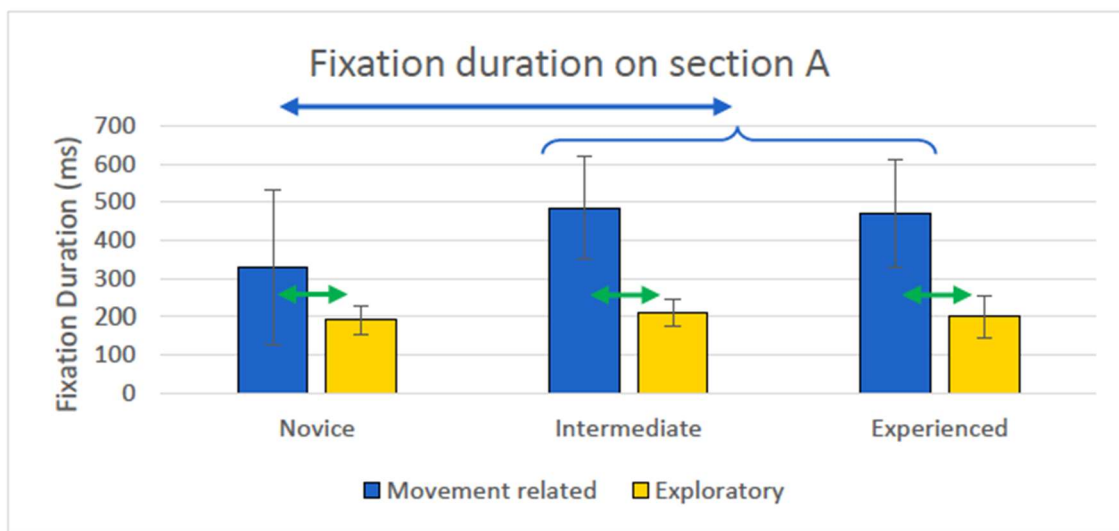 Fixation duration on section A
Fixation Duration (ms)
700
600
500
400
300
200
100
0
Novice Intermediate Experienced
Movement related Exploratory